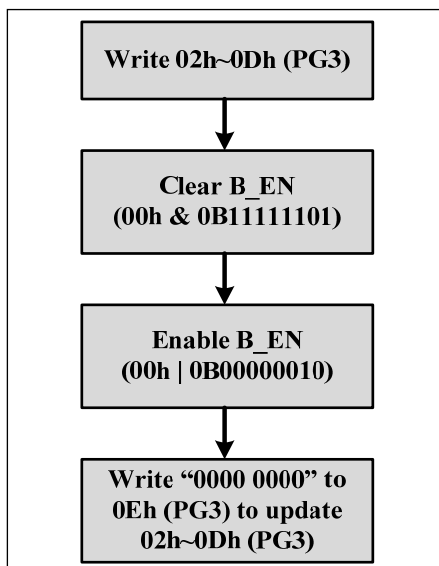 Write 02h~0Dh (PG3)
Clear B_EN
(00h & 0B11111101)
Enable B_EN
(00h | 0B00000010)
Write “0000 0000” to
0Eh (PG3) to update
02h~0Dh (PG3)